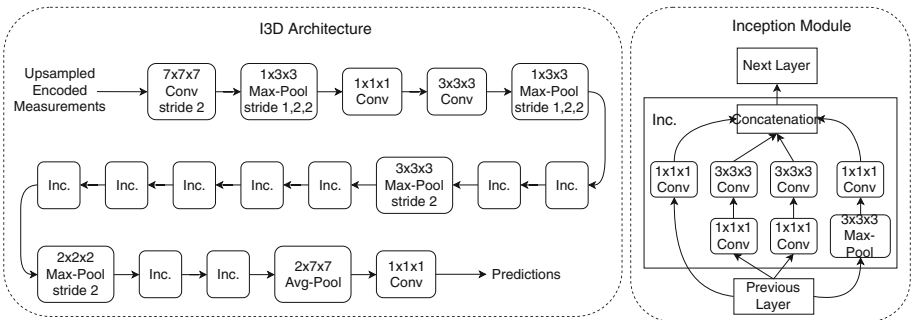 I3D Architecture
Upsampled
Encoded
Measurements
7x7x7
Conv
stride 2
1x3x3
Max-Pool
stride 1,2,2
1x1x1
Conv
3x3x3
Conv
1x3x3
Max-Pool
stride 1,2,2
Inc.
Inc.
Inc.
Inc.
Inc.
3x3x3
Max-Pool
stride 2
Inc.
Inc.
2x2x2
Max-Pool
stride 2
Inc.
Inc.
2x7x7
Avg-Pool
1x1x1
Conv
Predictions
Inception Module
Next Layer
Inc.
Concatenation
1x1x1
Conv
3x3x3
Conv
3x3x3
Conv
1x1x1
Conv
1x1x1
Conv
1x1x1
Conv
3x3x3
Max-
Pool
Previous
Layer